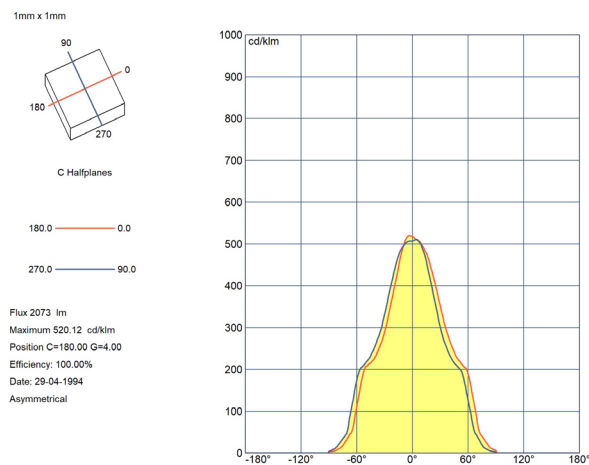 1mm x 1mm
90
0
180
270
C Halfplanes
180.0 0.0
270.0 90.0
Flux 2073 lm
Maximum 520.12 cd/klm
Position C=180.00 G=4.00
Efficiency: 100.00%
Date: 29-04-1994
Asymmetrical
1000
cd/klm
1000
800
700
600
500
400
300
200
100
0
-180° -120° -60° 0° 60° 120° 180°